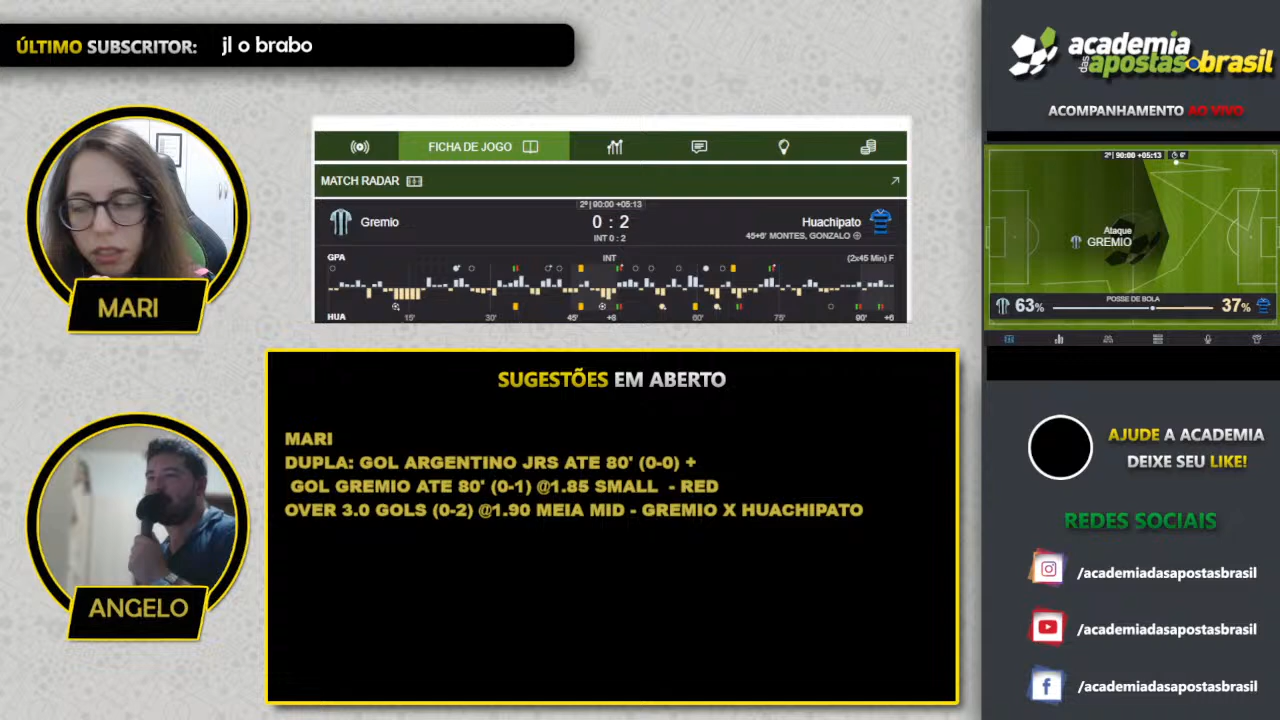 ÚLTIMO SUBSCRITOR: jl o brabo
MARI
ANGELO
FICHA DE JOGO
MATCH RADAR
2º | 90:00 +05:13
Gremio
0 : 2
Huachipato
INT 0 : 2
45+6' MONTES, GONZALO
GPA
INT
(2x45 Min) F
HUA
15' 30' 45' +8 60' 75' 90' +6
SUGESTÕES EM ABERTO
MARI
DUPLA: GOL ARGENTINO JRS ATE 80' (0-0) +
GOL GREMIO ATE 80' (0-1) @1.85 SMALL - RED
OVER 3.0 GOLS (0-2) @1.90 MEIA MID - GREMIO X HUACHIPATO
academia
das apostas brasil
ACOMPANHAMENTO AO VIVO
2º | 90:00 +05:13
Ataque
GREMIO
POSSE DE BOLA
63%
37%
AJUDE A ACADEMIA
DEIXE SEU LIKE!
REDES SOCIAIS
/academiadasapostasbrasil
/academiadasapostasbrasil
/academiadasapostasbrasil